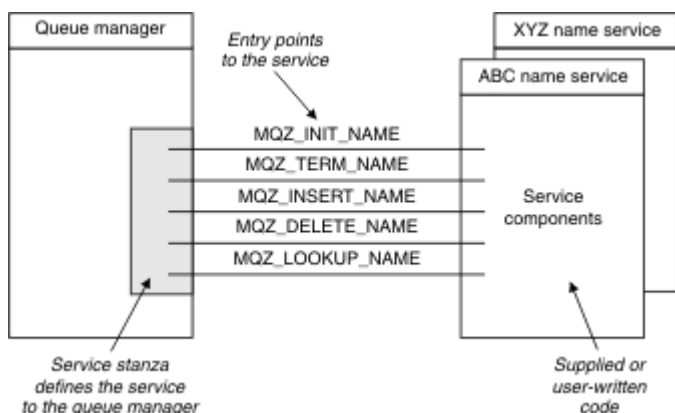 Queue manager
Entry points
to the service
XYZ name service
ABC name service
MQZ_INIT_NAME
MQZ_TERM_NAME
MQZ_INSERT_NAME
MQZ_DELETE_NAME
MQZ_LOOKUP_NAME
Service
components
Service stanza
defines the service
to the queue manager
Supplied or
user-written
code